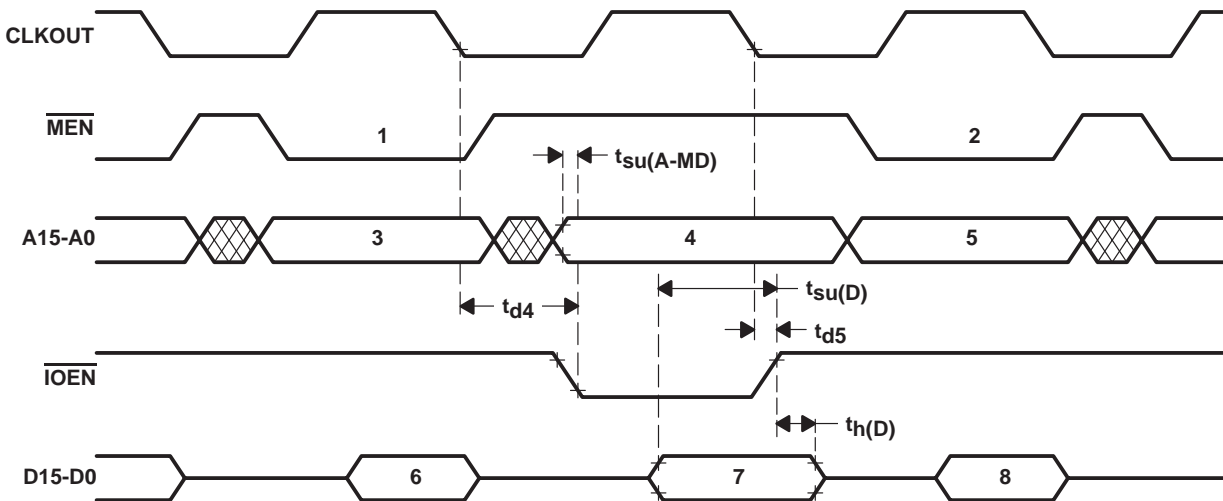 CLKOUT
MEN
1
2
tsu(A-MD)
A15-A0
3
4
5
td4
tsu(D)
td5
IOEN
th(D)
D15-D0
6
7
8